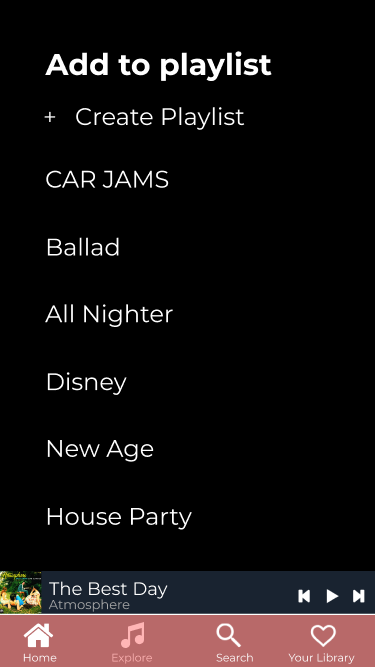 Add to playlist
+ Create Playlist
CAR JAMS
Ballad
All Nighter
Disney
New Age
House Party
The Best Day
Atmosphere
Home Explore Search Your Library